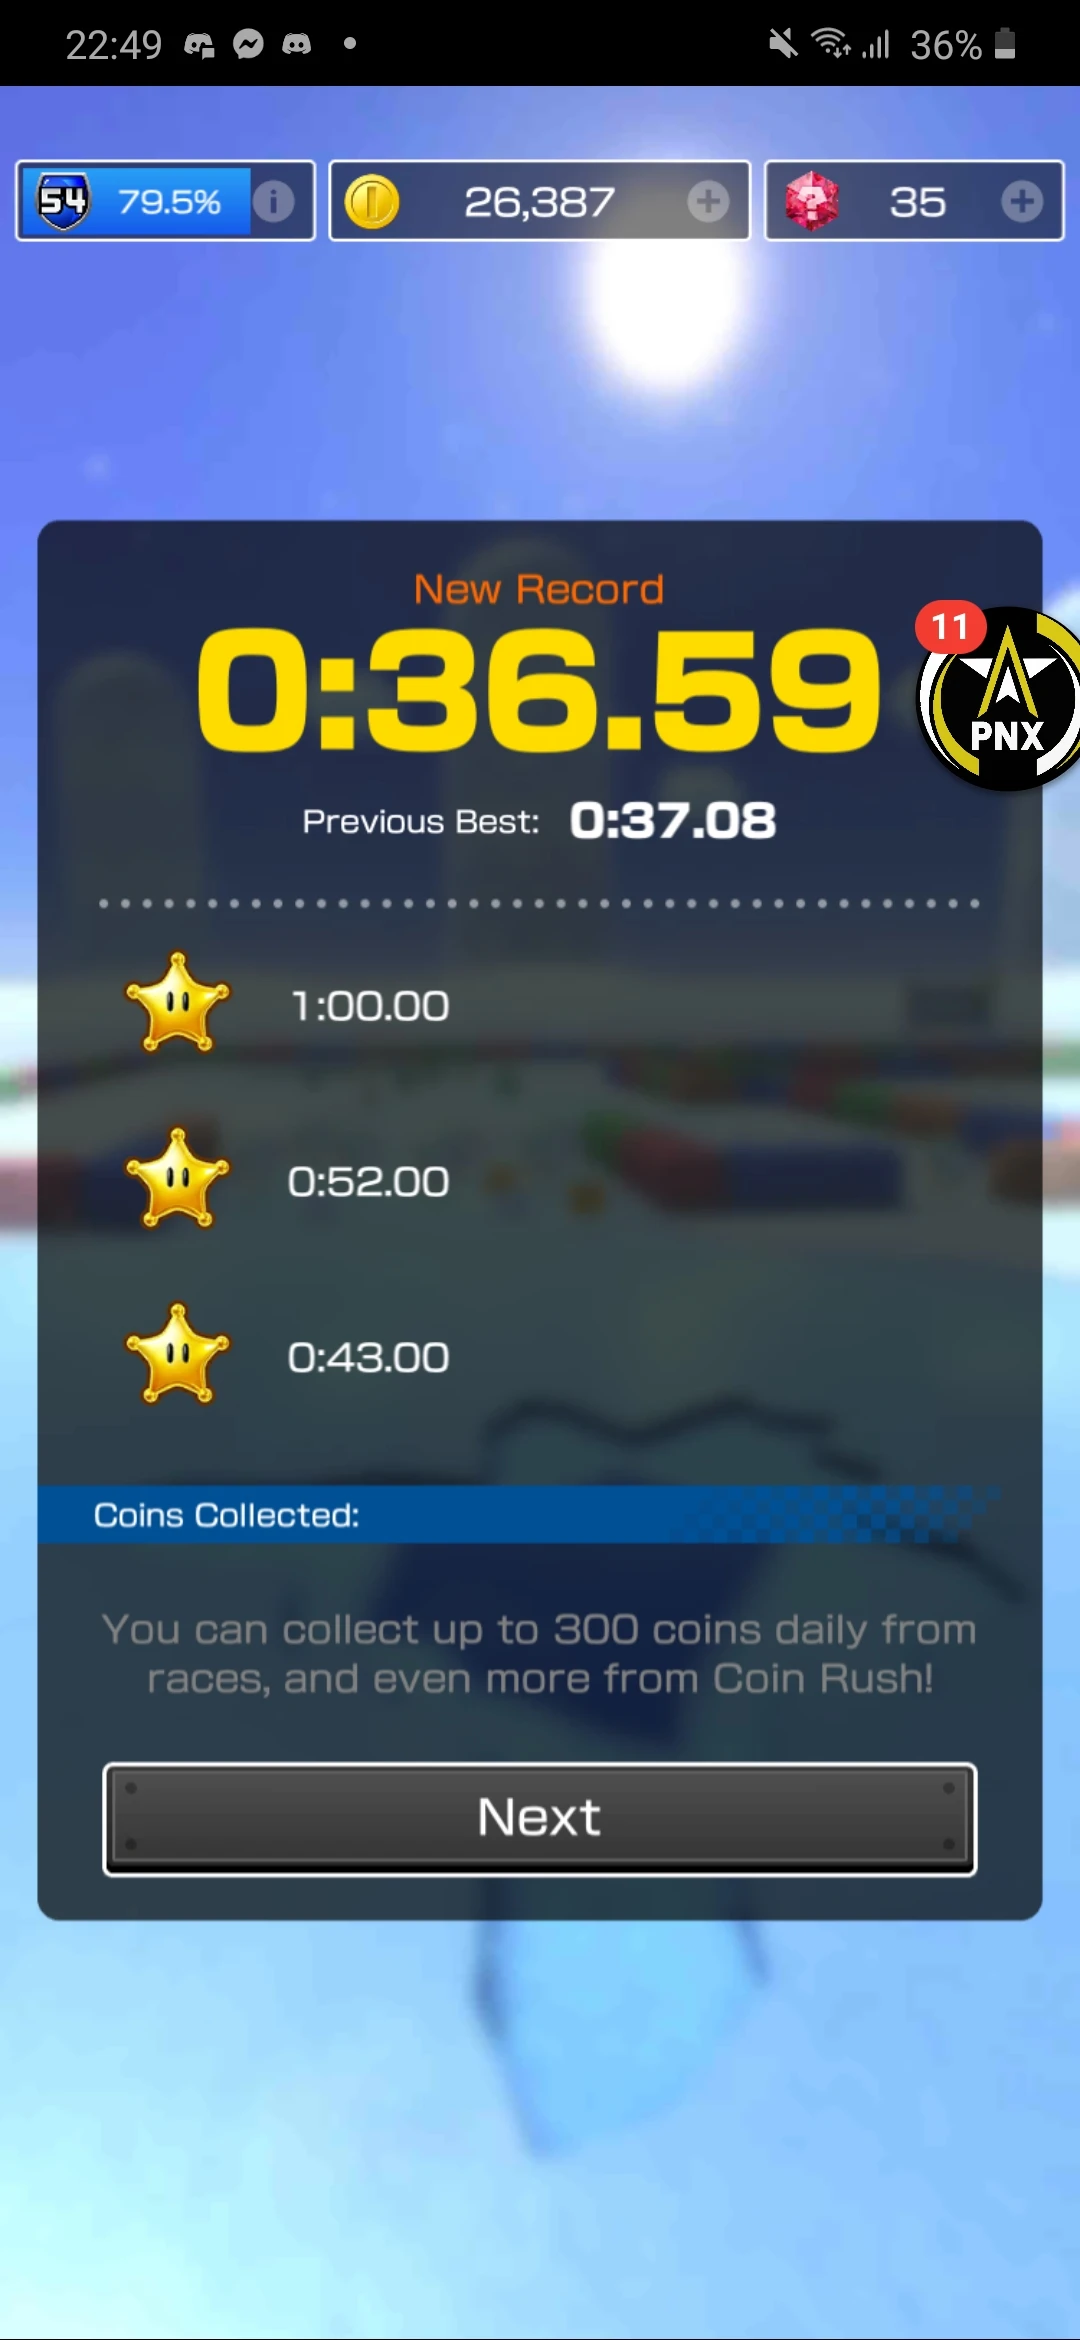 22:49
36%
54 79.5% i
26,387 +
? 35 +
New Record
0:36.59
11
PNX
Previous Best: 0:37.08
1:00.00
0:52.00
0:43.00
Coins Collected:
You can collect up to 300 coins daily from
races, and even more from Coin Rush!
Next